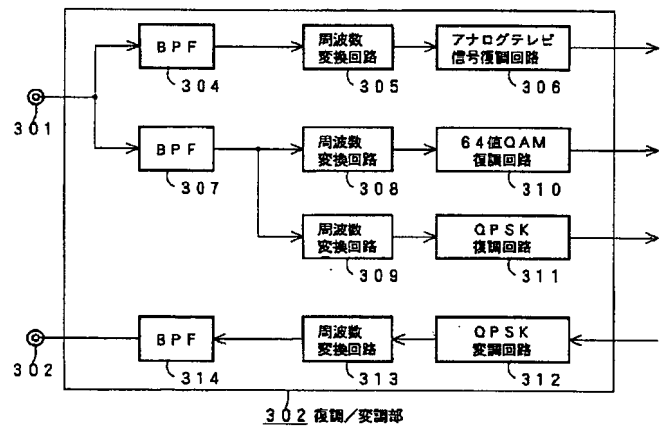 BPF
304
周波数
変換回路
305
アナログテレビ
信号復調回路
306
301
BPF
307
周波数
変換回路
308
64値QAM
復調回路
310
周波数
変換回路
309
QPSK
復調回路
311
302
BPF
314
周波数
変換回路
313
QPSK
変調回路
312
302 復調/変調部